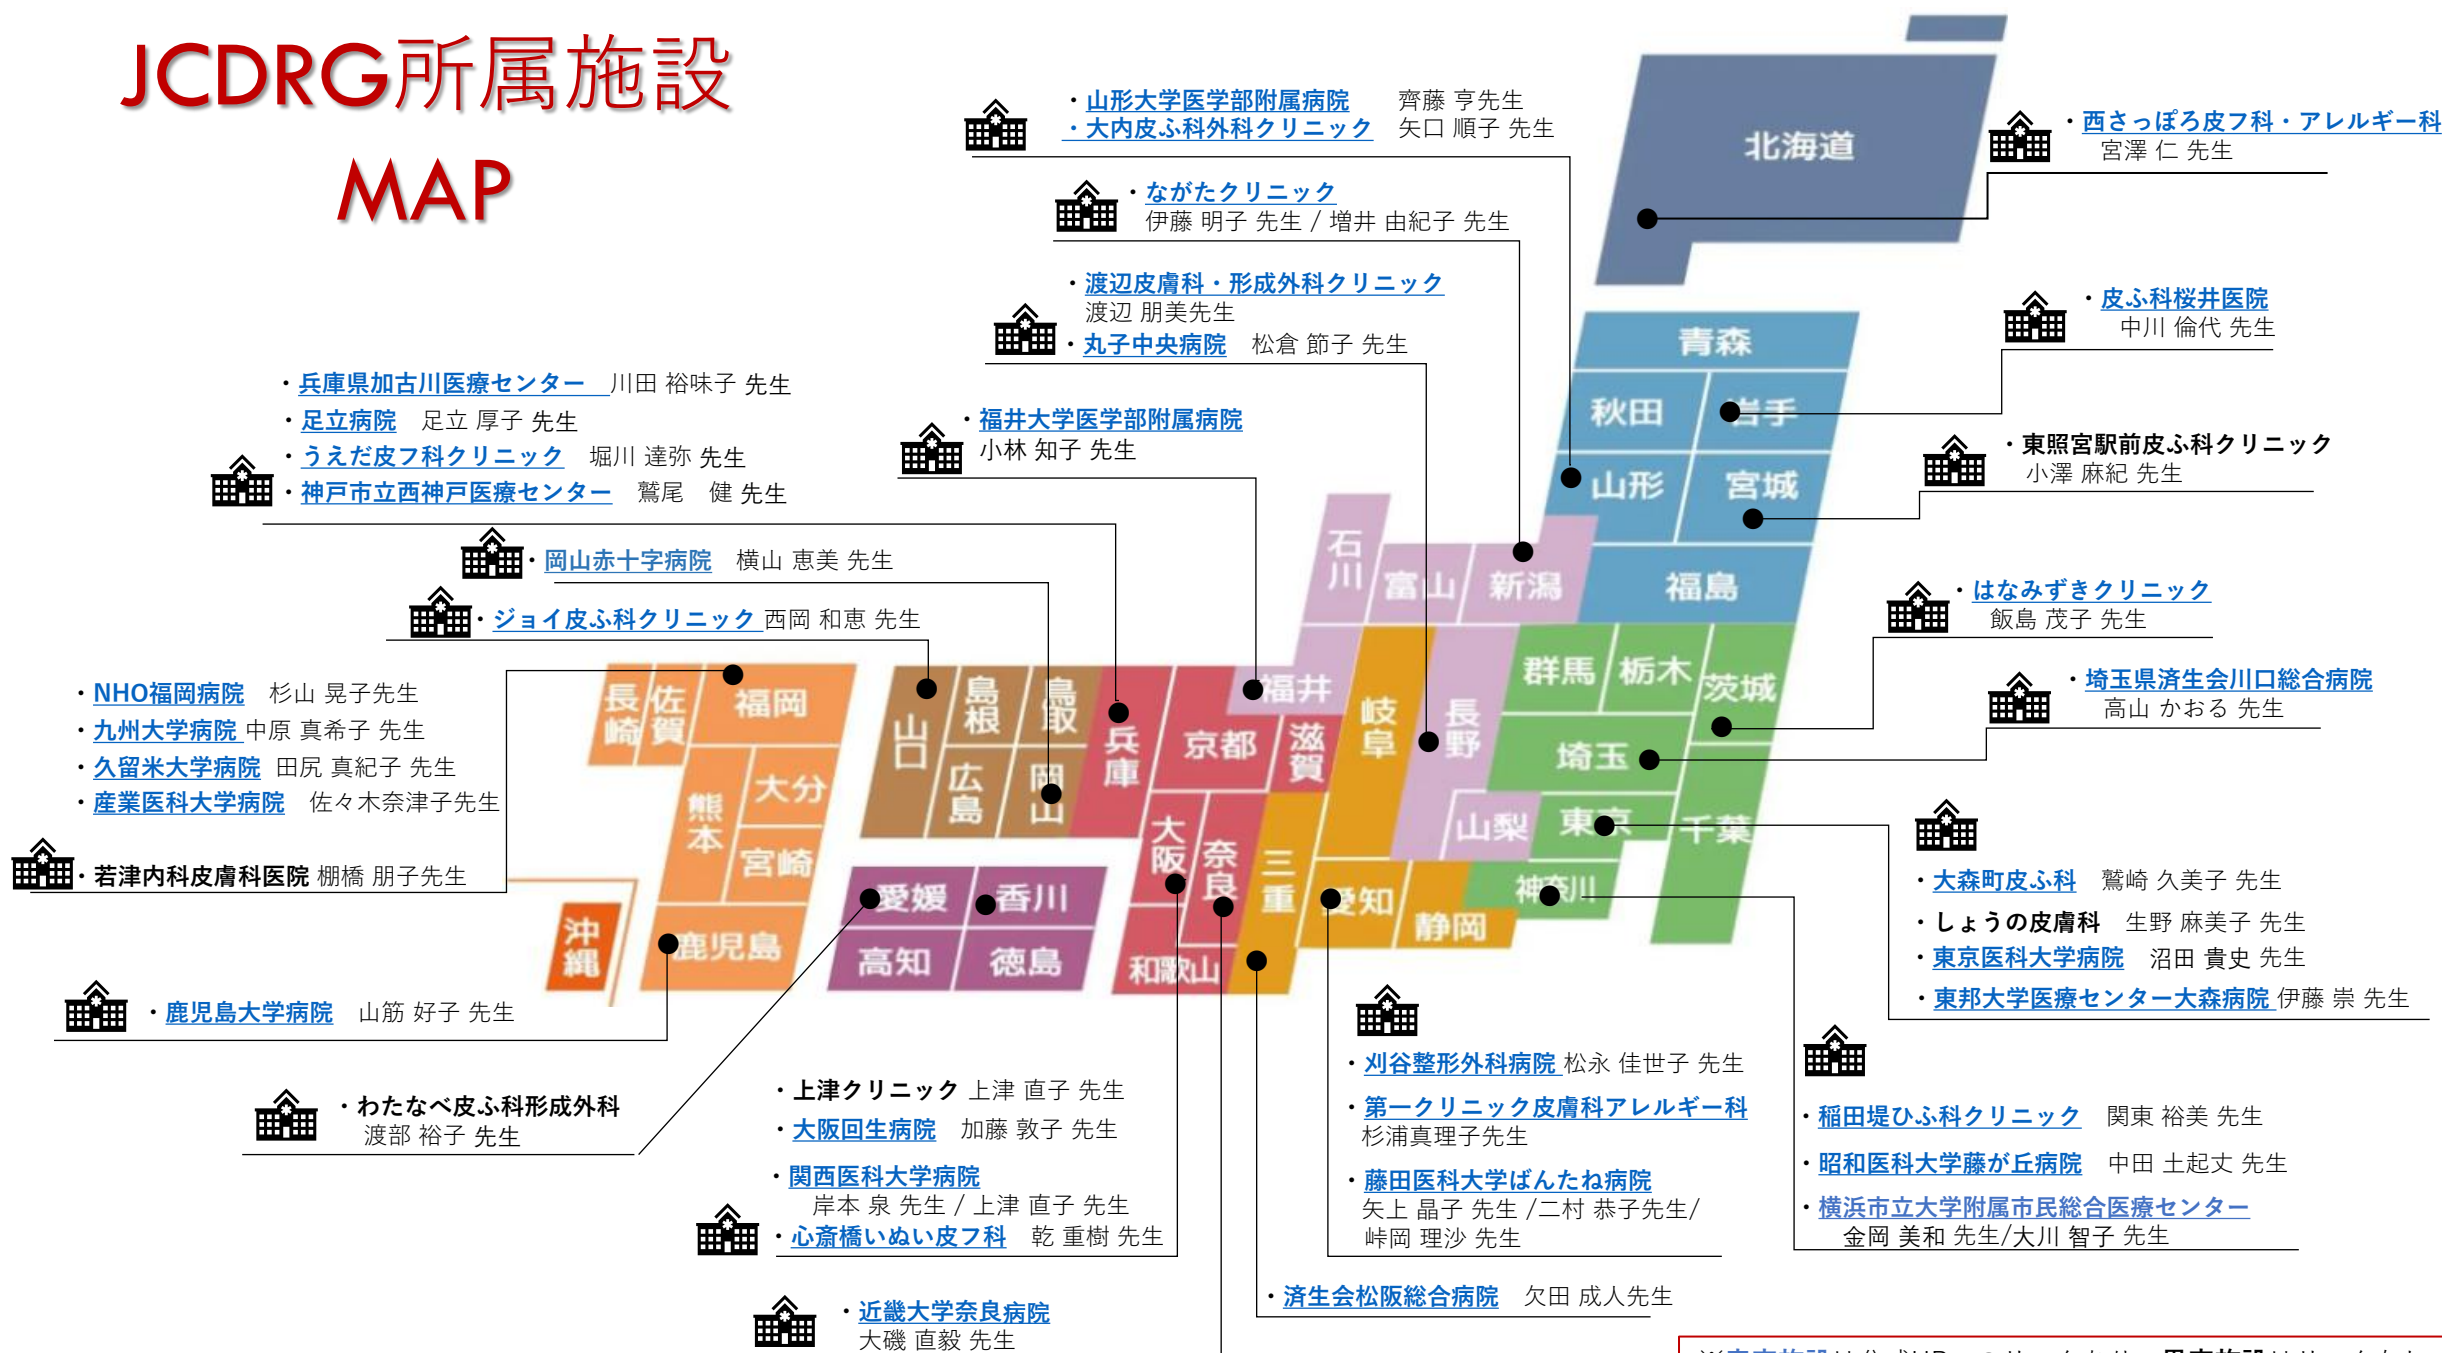 JCDRG所属施設
MAP
・山形大学医学部附属病院　齊藤 亨先生
・大内皮ふ科外科クリニック　矢口 順子 先生
・ながたクリニック
伊藤 明子 先生 / 増井 由紀子 先生
・渡辺皮膚科・形成外科クリニック
渡辺 朋美先生
・丸子中央病院　松倉 節子 先生
・福井大学医学部附属病院
小林 知子 先生
・兵庫県加古川医療センター　川田 裕味子 先生
・足立病院　足立 厚子 先生
・うえだ皮フ科クリニック　堀川 達弥 先生
・神戸市立西神戸医療センター　鷲尾　健 先生
・岡山赤十字病院　横山 恵美 先生
・ジョイ皮ふ科クリニック 西岡 和恵 先生
・NHO福岡病院　杉山 晃子先生
・九州大学病院 中原 真希子 先生
・久留米大学病院 田尻 真紀子 先生
・産業医科大学病院　佐々木奈津子先生
・若津内科皮膚科医院 棚橋 朋子先生
・鹿児島大学病院　山筋 好子 先生
・わたなべ皮ふ科形成外科
渡部 裕子 先生
・上津クリニック 上津 直子 先生
・大阪回生病院　加藤 敦子 先生
・関西医科大学病院
岸本 泉 先生 / 上津 直子 先生
・心斎橋いぬい皮フ科　乾 重樹 先生
・近畿大学奈良病院
大磯 直毅 先生
・済生会松阪総合病院　欠田 成人先生
・刈谷整形外科病院 松永 佳世子 先生
・第一クリニック皮膚科アレルギー科
杉浦真理子先生
・藤田医科大学ばんたね病院
矢上 晶子 先生 /二村 恭子先生/
峠岡 理沙 先生
・西さっぽろ皮フ科・アレルギー科
宮澤 仁 先生
・皮ふ科桜井医院
中川 倫代 先生
・東照宮駅前皮ふ科クリニック
小澤 麻紀 先生
・はなみずきクリニック
飯島 茂子 先生
・埼玉県済生会川口総合病院
高山 かおる 先生
・大森町皮ふ科　鷲崎 久美子 先生
・しょうの皮膚科　生野 麻美子 先生
・東京医科大学病院　沼田 貴史 先生
・東邦大学医療センター大森病院 伊藤 崇 先生
・稲田堤ひふ科クリニック　関東 裕美 先生
・昭和医科大学藤が丘病院　中田 土起丈 先生
・横浜市立大学附属市民総合医療センター
金岡 美和 先生/大川 智子 先生
北海道
青森
秋田
岩手
山形
宮城
福島
石川
富山
新潟
福井
岐阜
長野
群馬
栃木
茨城
埼玉
山梨
東京
千葉
神奈川
静岡
愛知
三重
滋賀
京都
兵庫
大阪
奈良
和歌山
鳥取
島根
岡山
広島
山口
愛媛
香川
高知
徳島
福岡
佐賀
長崎
大分
熊本
宮崎
鹿児島
沖縄